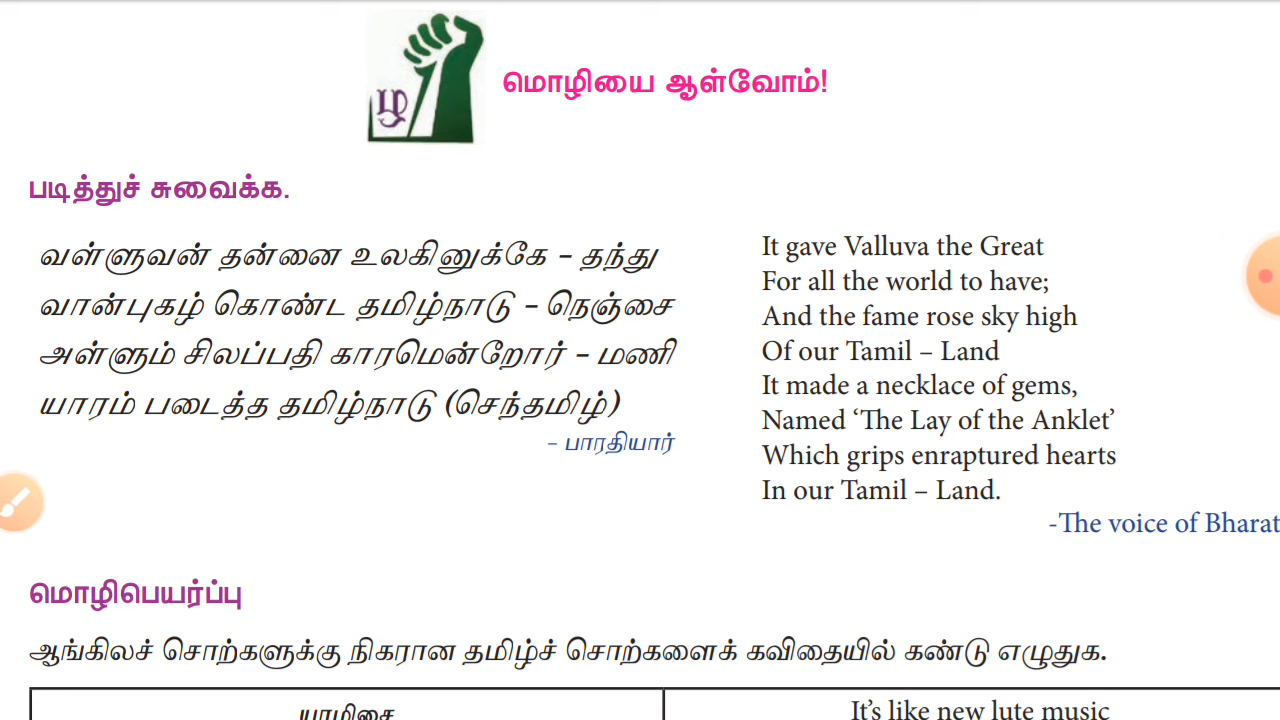 ழ
மொழியை ஆள்வோம்!
படித்துச் சுவைக்க.
வள்ளுவன் தன்னை உலகினுக்கே – தந்து
வான்புகழ் கொண்ட தமிழ்நாடு – நெஞ்சை
அள்ளும் சிலப்பதி காரமென்றோர் – மணி
யாரம் படைத்த தமிழ்நாடு (செந்தமிழ்)
– பாரதியார்
It gave Valluva the Great
For all the world to have;
And the fame rose sky high
Of our Tamil – Land
It made a necklace of gems,
Named ‘The Lay of the Anklet’
Which grips enraptured hearts
In our Tamil – Land.
-The voice of Bharat
மொழிபெயர்ப்பு
ஆங்கிலச் சொற்களுக்கு நிகரான தமிழ்ச் சொற்களைக் கவிதையில் கண்டு எழுதுக.
யாழிசை
It's like new lute music